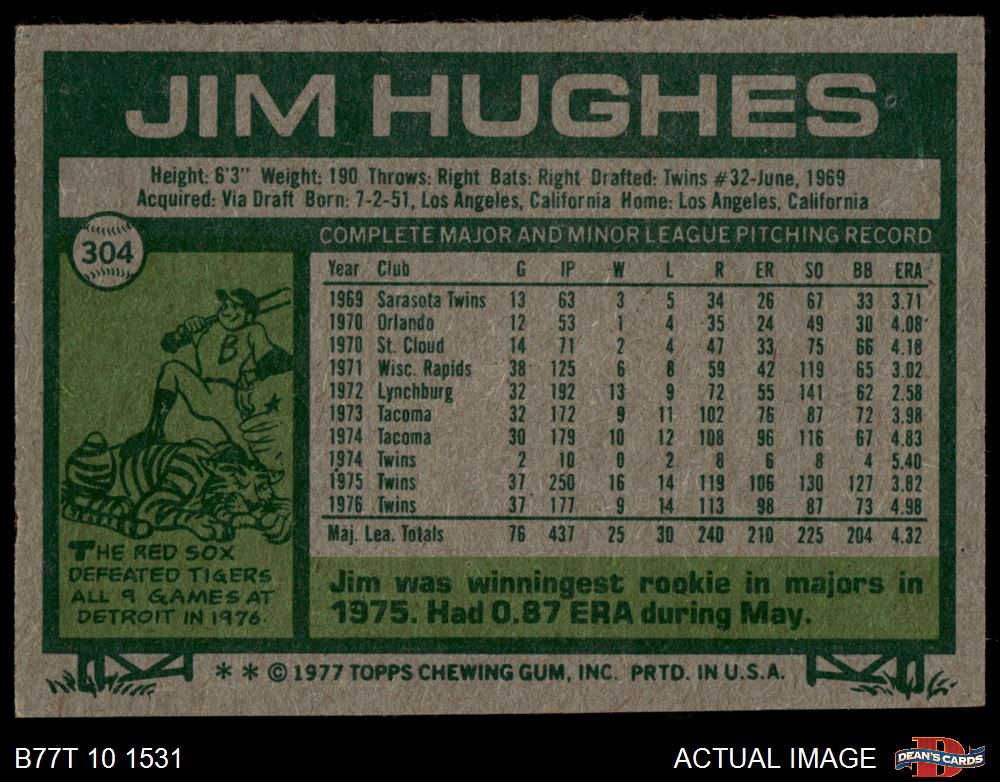 JIM HUGHES
Height: 6'3" Weight: 190 Throws: Right Bats: Right Drafted: Twins #32-June, 1969
Acquired: Via Draft Born: 7-2-51, Los Angeles, California Home: Los Angeles, California
304
COMPLETE MAJOR AND MINOR LEAGUE PITCHING RECORD
Year Club G IP W L R ER SO BB ERA
1969 Sarasota Twins 13 63 3 5 34 26 67 33 3.71
1970 Orlando 12 53 1 4 35 24 49 30 4.08
1970 St. Cloud 14 71 2 4 47 33 75 66 4.18
1971 Wisc. Rapids 38 125 6 8 59 42 119 65 3.02
1972 Lynchburg 32 192 13 9 72 55 141 62 2.58
1973 Tacoma 32 172 9 11 102 76 87 72 3.98
1974 Tacoma 30 179 10 12 108 96 116 67 4.83
1974 Twins 2 10 0 2 8 6 8 4 5.40
1975 Twins 37 250 16 14 119 106 130 127 3.82
1976 Twins 37 177 9 14 113 98 87 73 4.98
Maj. Lea. Totals 76 437 25 30 240 210 225 204 4.32
B
THE RED SOX
DEFEATED TIGERS
ALL 9 GAMES AT
DETROIT IN 1976.
Jim was winningest rookie in majors in
1975. Had 0.87 ERA during May.
* * © 1977 TOPPS CHEWING GUM, INC. PRTD. IN U.S.A.
B77T 10 1531
ACTUAL IMAGE
D
DEAN'S CARDS